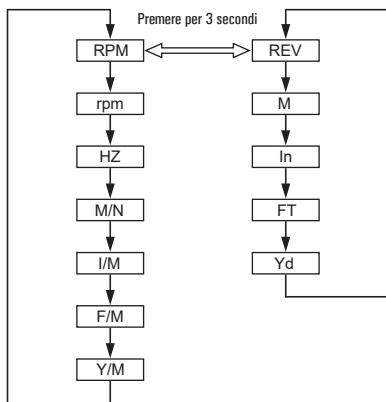 Premere per 3 secondi
RPM
REV
rpm
M
HZ
In
M/N
FT
I/M
Yd
F/M
Y/M